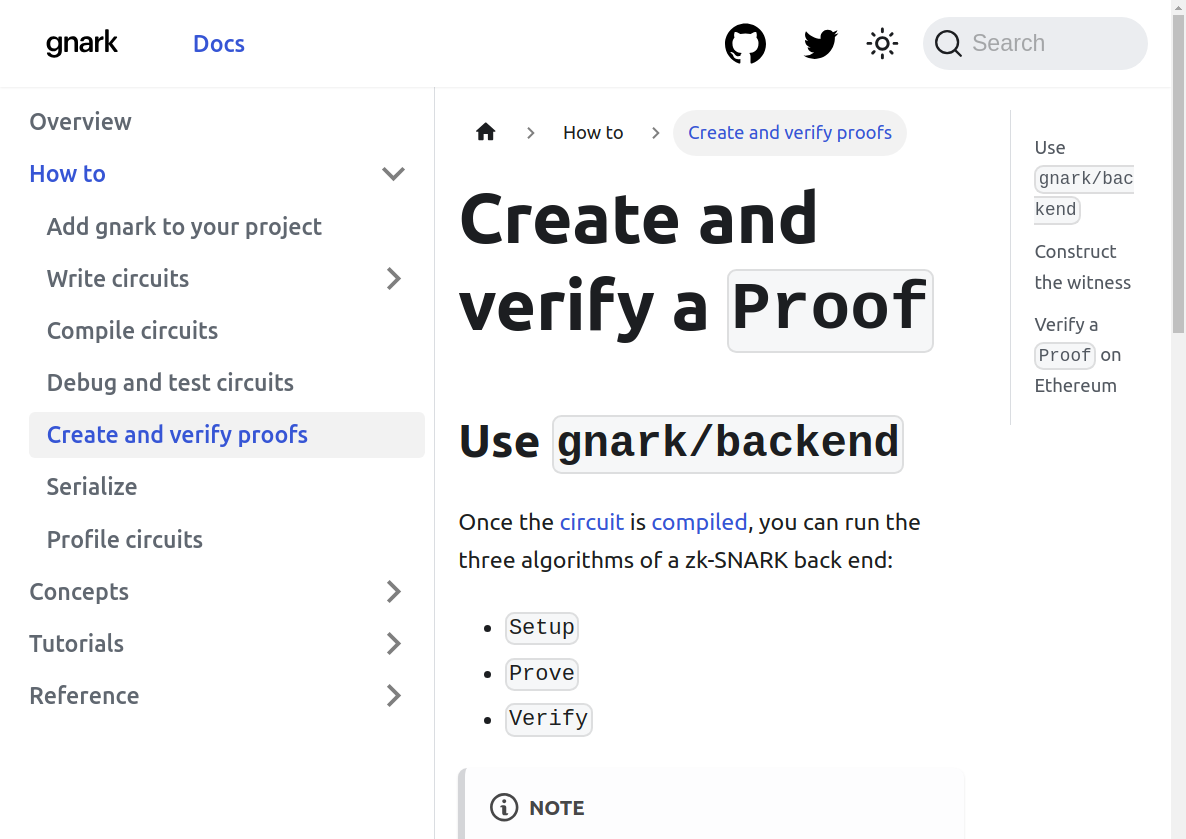 gnark
Docs
Search
Overview
How to
Add gnark to your project
Write circuits
Compile circuits
Debug and test circuits
Create and verify proofs
Serialize
Profile circuits
Concepts
Tutorials
Reference
How to
Create and verify proofs
Create and
verify a Proof
Use gnark/backend
Once the circuit is compiled, you can run the
three algorithms of a zk-SNARK back end:
Setup
Prove
Verify
NOTE
Use
gnark/bac
kend
Construct
the witness
Verify a
Proof on
Ethereum